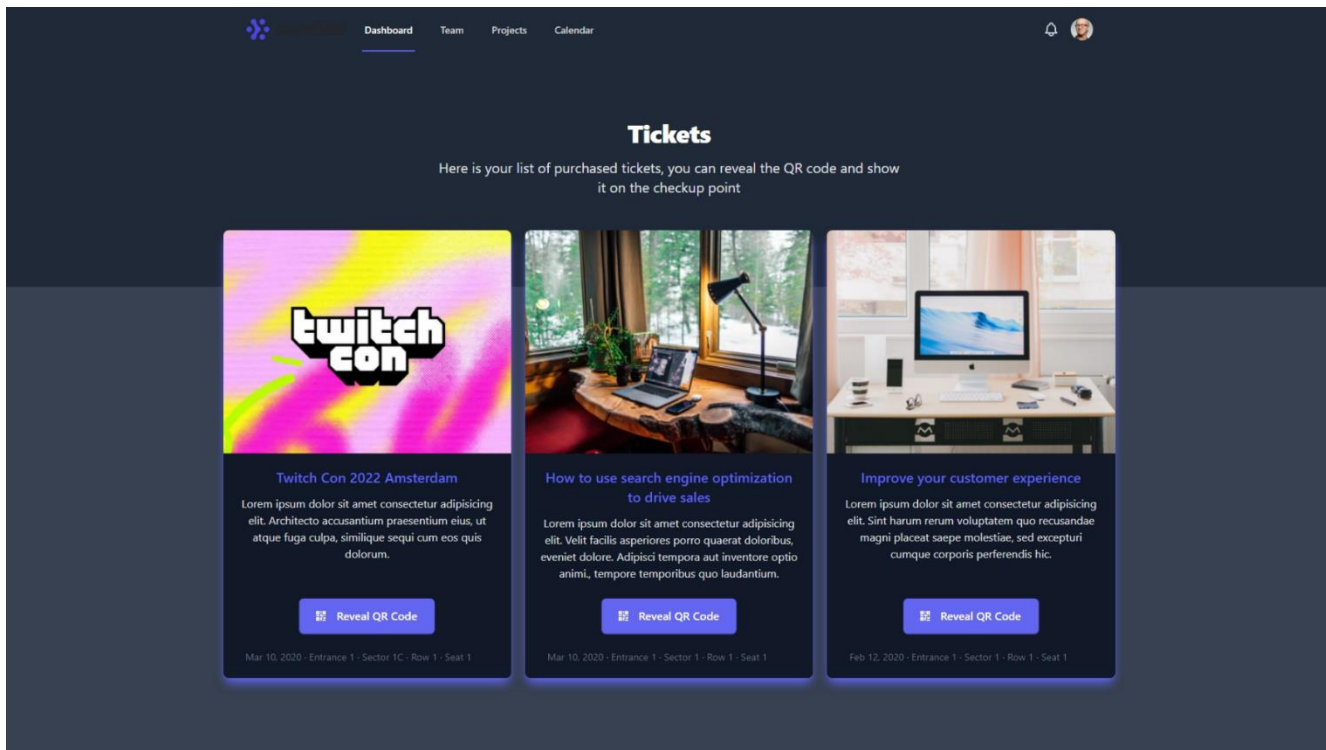 Dashboard
Team
Projects
Calendar
Tickets
Here is your list of purchased tickets, you can reveal the QR code and show
it on the checkup point
twitch
con
Twitch Con 2022 Amsterdam
Lorem ipsum dolor sit amet consectetur adipisicing
elit. Architecto accusantium praesentium eius, ut
atque fuga culpa, similique sequi cum eos quis
dolorum.
Reveal QR Code
Mar 10, 2020 · Entrance 1 · Sector 1C · Row 1 · Seat 1
How to use search engine optimization
to drive sales
Lorem ipsum dolor sit amet consectetur adipisicing
elit. Velit facilis asperiores porro quaerat doloribus,
eveniet dolore. Adipisci tempora aut inventore optio
animi., tempore temporibus quo laudantium.
Reveal QR Code
Mar 10, 2020 · Entrance 1 · Sector 1 · Row 1 · Seat 1
Improve your customer experience
Lorem ipsum dolor sit amet consectetur adipisicing
elit. Sint harum rerum voluptatem quo recusandae
magni placeat saepe molestiae, sed excepturi
cumque corporis perferendis hic.
Reveal QR Code
Feb 12, 2020 · Entrance 1 · Sector 1 · Row 1 · Seat 1